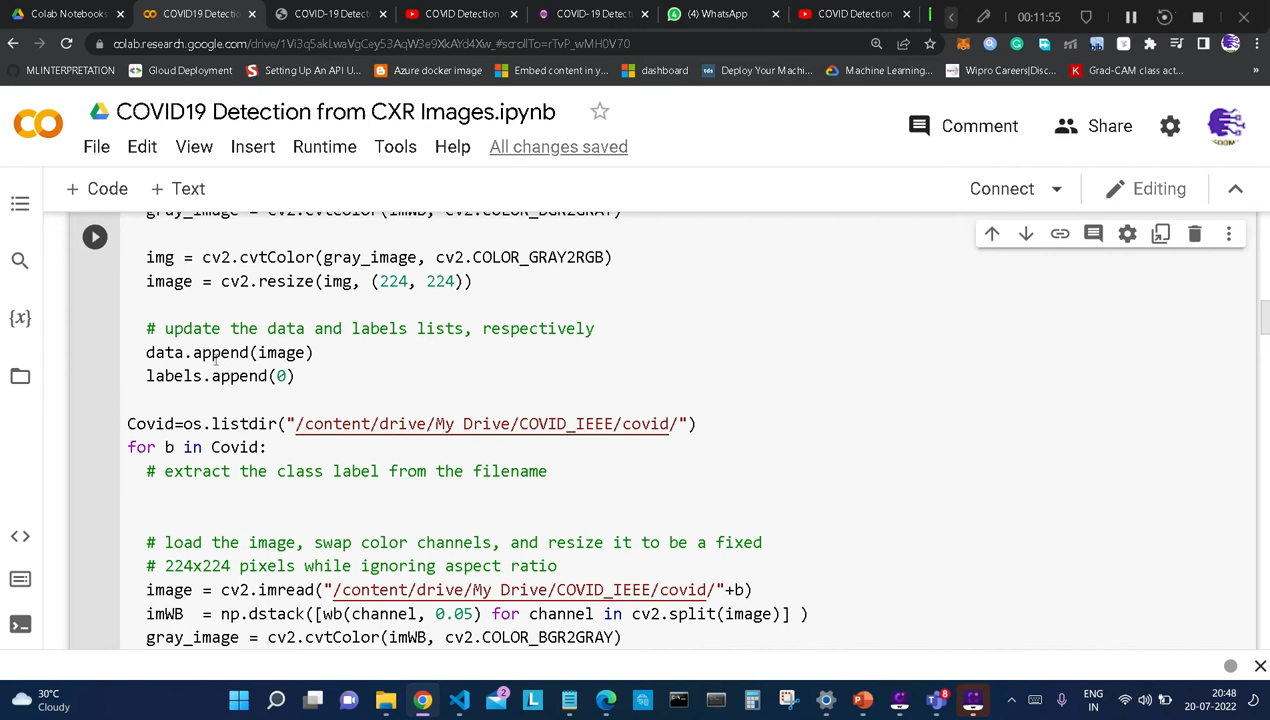 Colab Notebooks
COVID19 Detecti
COVID-19 Detect
COVID Detection
COVID-19 Detect
(4) WhatsApp
COVID Detection
00:11:55
colab.research.google.com/drive/1Vi3q5akLwaVgCey53AqW3e9XkAYd4Xw_#scrollTo=rTvP_wMH0V70
MLINTERPRETATION
Gloud Deployment
Setting Up An API U...
Azure docker image
Embed content in y...
dashboard
Deploy Your Machi...
Machine Learning...
Wipro Careers|Disc...
Grad-CAM class act...
»
COVID19 Detection from CXR Images.ipynb
Comment
Share
File Edit View Insert Runtime Tools Help All changes saved
+ Code + Text
Connect
Editing
gray_image = cv2.cvtColor(imWB, cv2.COLOR_BGR2GRAY)
img = cv2.cvtColor(gray_image, cv2.COLOR_GRAY2RGB)
image = cv2.resize(img, (224, 224))
# update the data and labels lists, respectively
data.append(image)
labels.append(0)
Covid=os.listdir("/content/drive/My Drive/COVID_IEEE/covid/")
for b in Covid:
# extract the class label from the filename
# load the image, swap color channels, and resize it to be a fixed
# 224x224 pixels while ignoring aspect ratio
image = cv2.imread("/content/drive/My Drive/COVID_IEEE/covid/"+b)
imWB = np.dstack([wb(channel, 0.05) for channel in cv2.split(image)] )
gray_image = cv2.cvtColor(imWB, cv2.COLOR_BGR2GRAY)
{x}
30°C
Cloudy
2
8
ENG
IN
20:48
20-07-2022